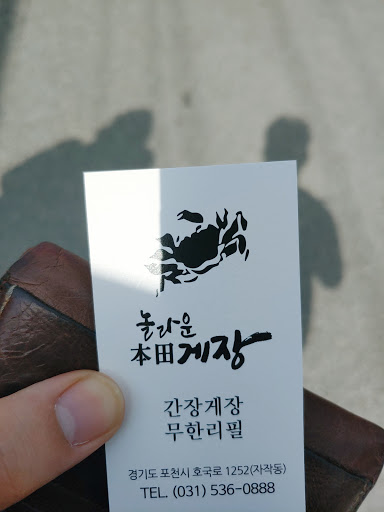 놀라운
本田게장
간장게장
무한리필
경기도 포천시 호국로 1252(자작동)
TEL. (031) 536-0888